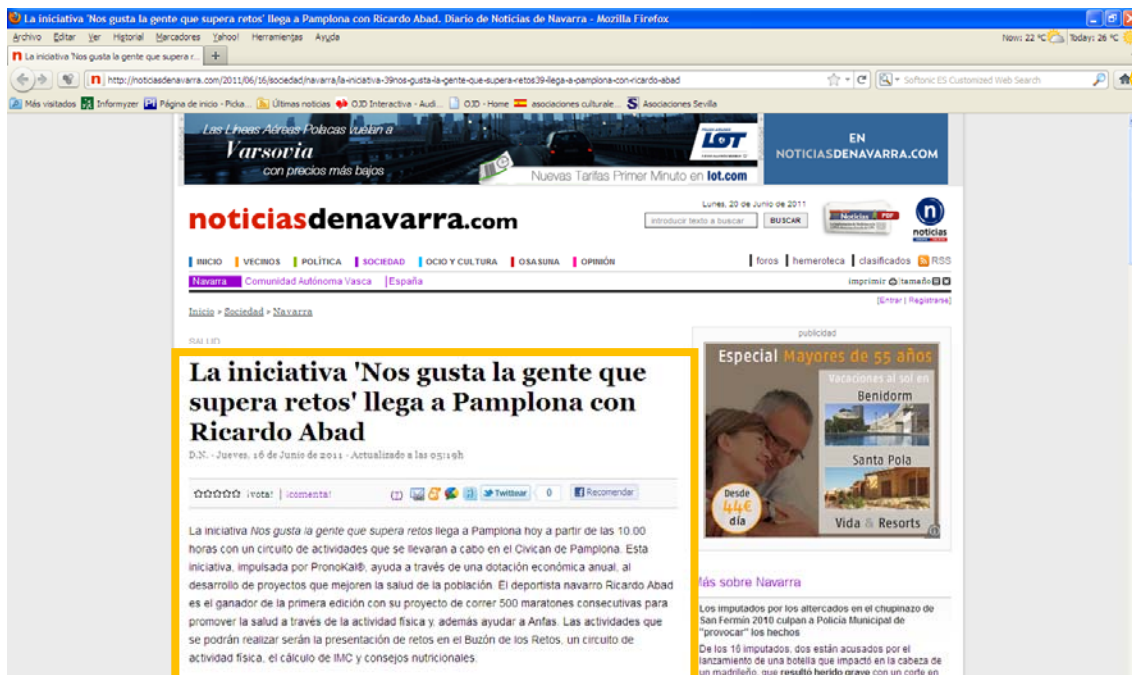 La iniciativa 'Nos gusta la gente que supera retos' llega a Pamplona con Ricardo Abad. Diario de Noticias de Navarra - Mozilla Firefox
Archivo Editar Ver Historial Marcadores Yahoo! Herramientas Ayuda
Now: 22 °C Today: 26 °C
La iniciativa 'Nos gusta la gente que supera r...
http://noticiasdenavarra.com/2011/06/16/sociedad/navarra/la-iniciativa-39nos-gusta-la-gente-que-supera-retos39-llega-a-pamplona-con-ricardo-abad
Softonic ES Customized Web Search
Más visitados Informyzer Página de inicio - Picka... Últimas noticias OJD Interactiva - Audi... OJD - Home asociaciones culturale... Asociaciones Sevilla
Las Líneas Aéreas Polacas vuelan a
Varsovia
con precios más bajos
LOT
Nuevas Tarifas Primer Minuto en lot.com
EN
NOTICIASDENAVARRA.COM
noticiasdenavarra.com
Lunes, 20 de Junio de 2011
introducir texto a buscar BUSCAR
Noticias PDF
n
noticias
INICIO VECINOS POLÍTICA SOCIEDAD OCIO Y CULTURA OSASUNA OPINIÓN
foros hemeroteca clasificados RSS
Navarra Comunidad Autónoma Vasca |España
imprimir tamaño
[Entrar | Registrarse]
Inicio » Sociedad » Navarra
SALUD
La iniciativa 'Nos gusta la gente que
supera retos' llega a Pamplona con
Ricardo Abad
D.N. - Jueves, 16 de Junio de 2011 - Actualizado a las 05:19h
¡vota! | ¡comenta!
Twittear 0 Recomendar
La iniciativa Nos gusta la gente que supera retos llega a Pamplona hoy a partir de las 10.00
horas con un circuito de actividades que se llevaran a cabo en el Civican de Pamplona. Esta
iniciativa, impulsada por PronoKal®, ayuda a través de una dotación económica anual, al
desarrollo de proyectos que mejoren la salud de la población. El deportista navarro Ricardo Abad
es el ganador de la primera edición con su proyecto de correr 500 maratones consecutivas para
promover la salud a través de la actividad física y, además ayudar a Anfas. Las actividades que
se podrán realizar serán la presentación de retos en el Buzón de los Retos, un circuito de
actividad física, el cálculo de IMC y consejos nutricionales.
publicidad
Especial Mayores de 55 años
Vacaciones al sol en
Benidorm
Santa Pola
Desde
44€
día
Vida & Resorts
Más sobre Navarra
Los imputados por los altercados en el chupinazo de
San Fermín 2010 culpan a Policía Municipal de
"provocar" los hechos
De los 16 imputados, dos están acusados por el
lanzamiento de una botella que impactó en la cabeza de
un madrileño, que resultó herido grave con un corte en